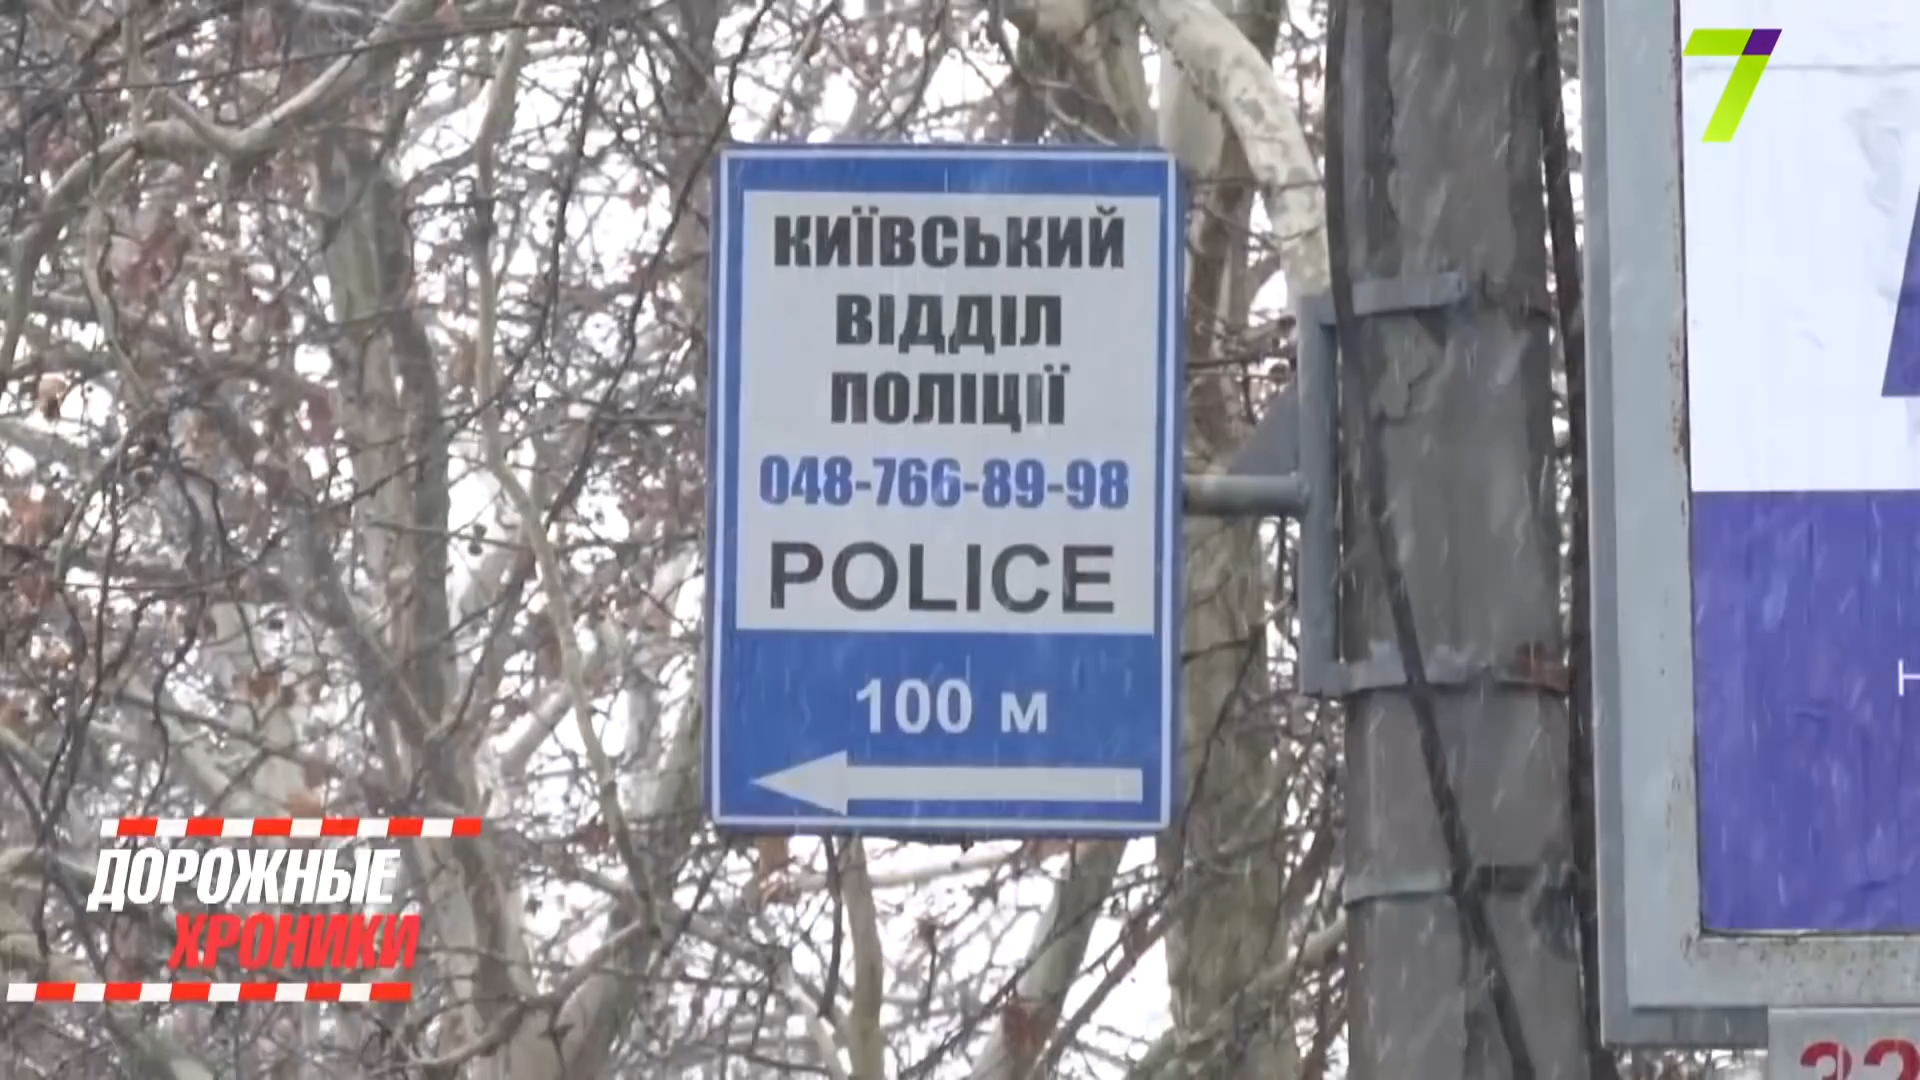 7
КИЇВСЬКИЙ
ВІДДІЛ
ПОЛІЦІЇ
048-766-89-98
POLICE
100 м
ДОРОЖНЫЕ
ХРОНИКИ